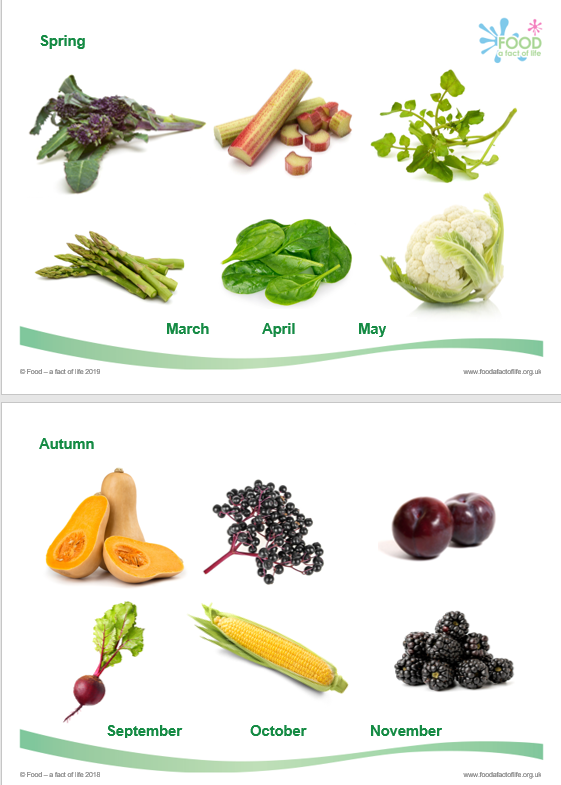 Spring
FOOD
a fact of life
March April May
© Food – a fact of life 2019 www.foodafactoflife.org.uk
Autumn
September October November
© Food – a fact of life 2018 www.foodafactoflife.org.uk